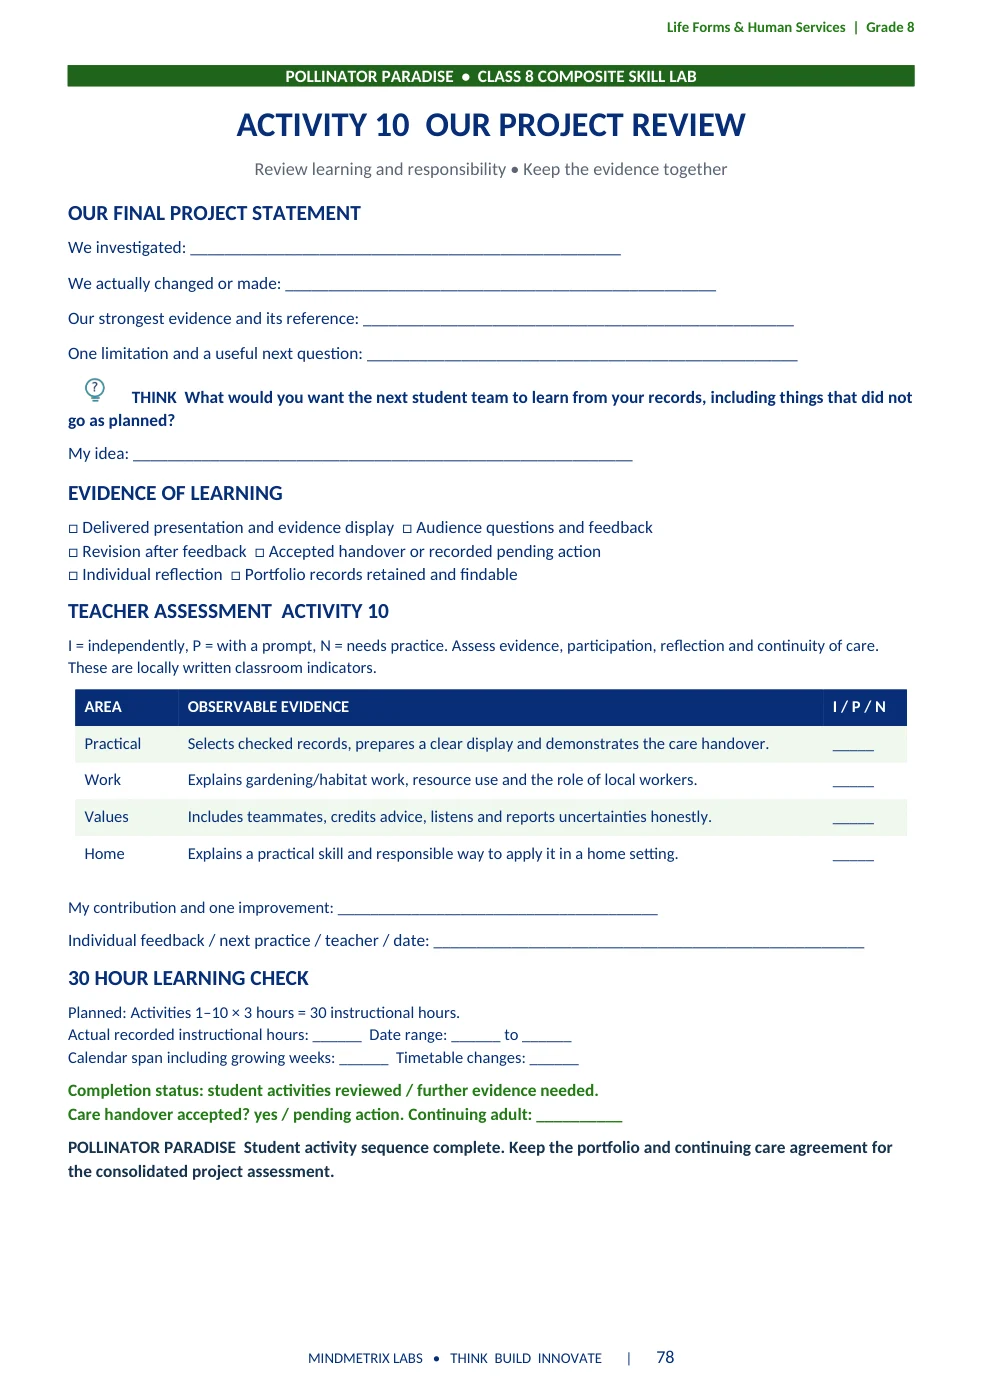 Life Forms & Human Services | Grade 8
POLLINATOR PARADISE ● CLASS 8 COMPOSITE SKILL LAB
ACTIVITY 10 OUR PROJECT REVIEW
Review learning and responsibility • Keep the evidence together
OUR FINAL PROJECT STATEMENT
We investigated: __________________________________________________
We actually changed or made: __________________________________________________
Our strongest evidence and its reference: __________________________________________________
One limitation and a useful next question: __________________________________________________
? THINK What would you want the next student team to learn from your records, including things that did not
go as planned?
My idea: __________________________________________________________
EVIDENCE OF LEARNING
□ Delivered presentation and evidence display □ Audience questions and feedback
□ Revision after feedback □ Accepted handover or recorded pending action
□ Individual reflection □ Portfolio records retained and findable
TEACHER ASSESSMENT ACTIVITY 10
I = independently, P = with a prompt, N = needs practice. Assess evidence, participation, reflection and continuity of care.
These are locally written classroom indicators.
AREA OBSERVABLE EVIDENCE I / P / N
Practical Selects checked records, prepares a clear display and demonstrates the care handover. _____
Work Explains gardening/habitat work, resource use and the role of local workers. _____
Values Includes teammates, credits advice, listens and reports uncertainties honestly. _____
Home Explains a practical skill and responsible way to apply it in a home setting. _____
My contribution and one improvement: _______________________________________
Individual feedback / next practice / teacher / date: __________________________________________________
30 HOUR LEARNING CHECK
Planned: Activities 1–10 × 3 hours = 30 instructional hours.
Actual recorded instructional hours: ______ Date range: ______ to ______
Calendar span including growing weeks: ______ Timetable changes: ______
Completion status: student activities reviewed / further evidence needed.
Care handover accepted? yes / pending action. Continuing adult: __________
POLLINATOR PARADISE Student activity sequence complete. Keep the portfolio and continuing care agreement for
the consolidated project assessment.
MINDMETRIX LABS ● THINK BUILD INNOVATE | 78